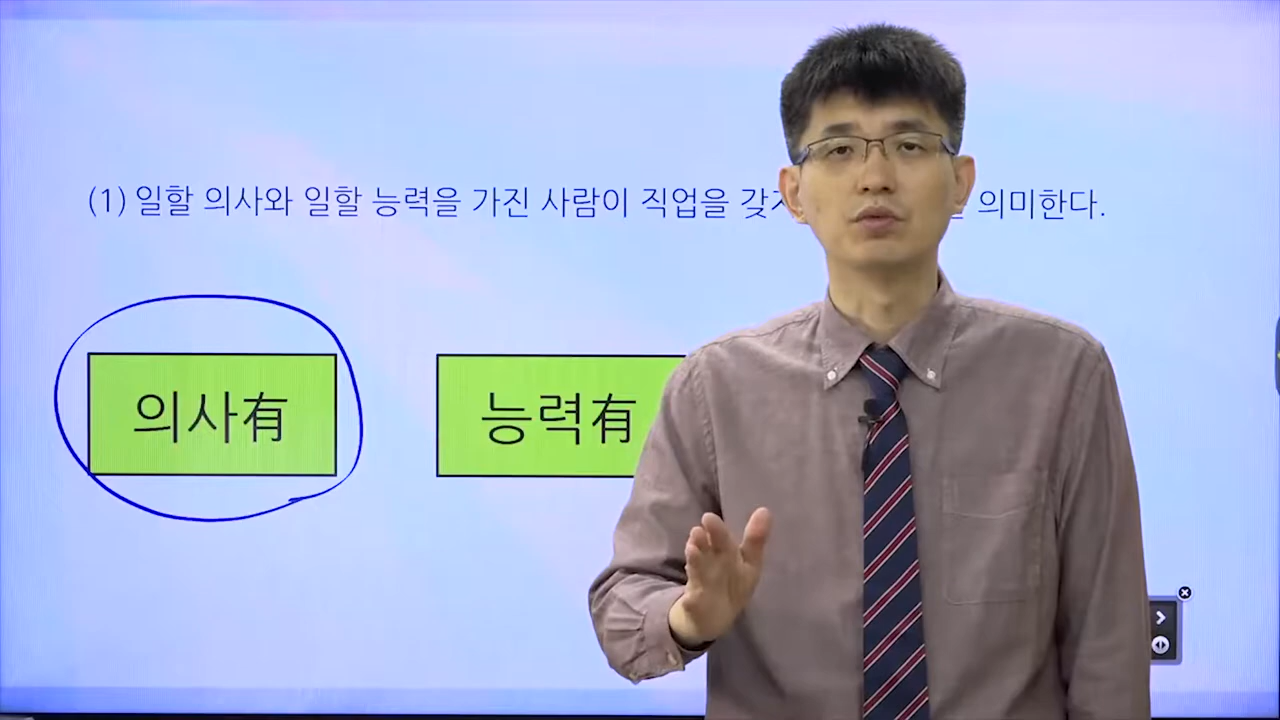 (1) 일할 의사와 일할 능력을 가진 사람이 직업을 갖 의미한다.
의사有 능력有